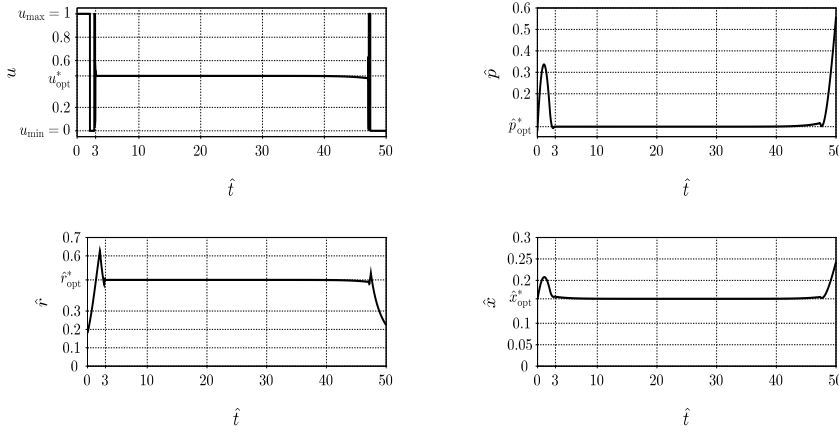 u_max = 1
0.8
0.6
u*_opt
0.2
u_min = 0
u
0 3 10 20 30 40 50
t̂
0.6
0.5
0.4
0.3
0.2
p̂*_opt
p̂
0 3 10 20 30 40 50
t̂
0.7
0.6
r̂*_opt
0.3
0.2
0.1
0
r̂
0 3 10 20 30 40 50
t̂
0.3
0.25
0.2
x̂*_opt
0.1
0.05
0
x̂
0 3 10 20 30 40 50
t̂